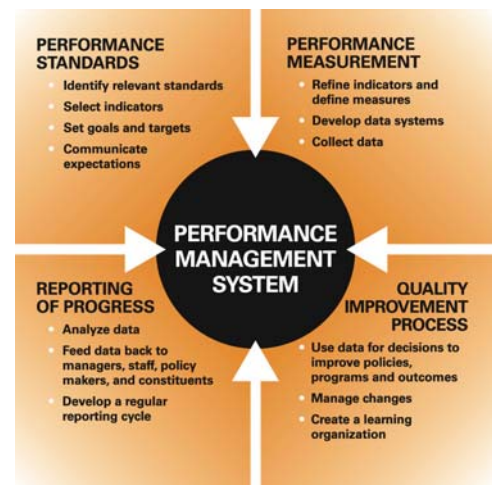 PERFORMANCE
STANDARDS
• Identify relevant standards
• Select indicators
• Set goals and targets
• Communicate
expectations
PERFORMANCE
MEASUREMENT
• Refine indicators and
define measures
• Develop data systems
• Collect data
PERFORMANCE
MANAGEMENT
SYSTEM
REPORTING
OF PROGRESS
• Analyze data
• Feed data back to
managers, staff, policy
makers, and constituents
• Develop a regular
reporting cycle
QUALITY
IMPROVEMENT
PROCESS
• Use data for decisions to
improve policies,
programs and outcomes
• Manage changes
• Create a learning
organization